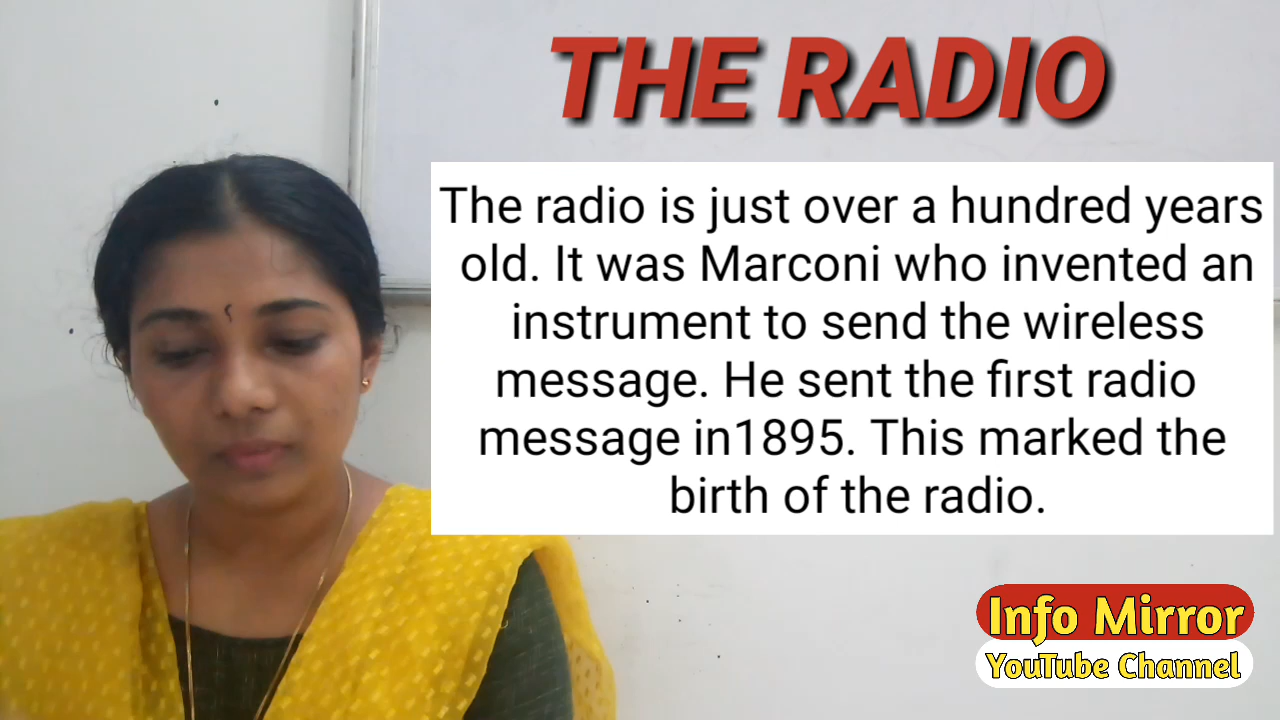 THE RADIO
The radio is just over a hundred years
old. It was Marconi who invented an
instrument to send the wireless
message. He sent the first radio
message in1895. This marked the
birth of the radio.
Info Mirror
YouTube Channel